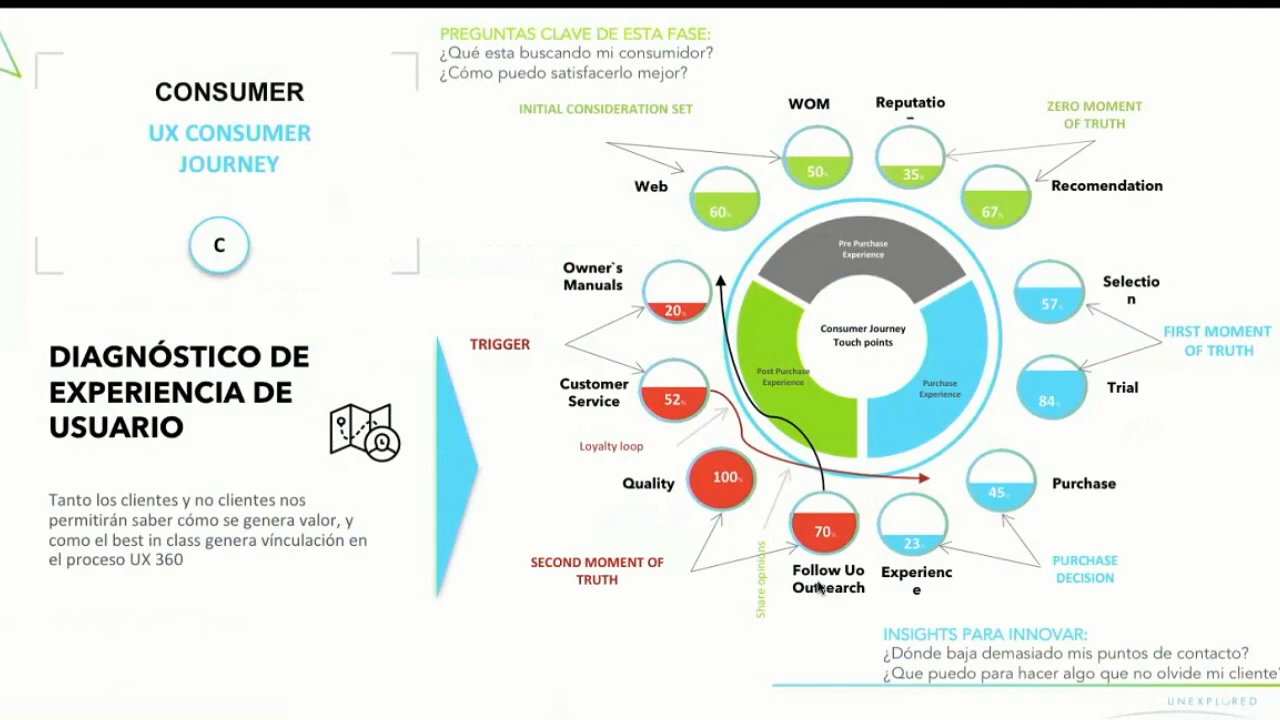 CONSUMER
UX CONSUMER
JOURNEY
C
DIAGNÓSTICO DE
EXPERIENCIA DE
USUARIO
Tanto los clientes y no clientes nos
permitirán saber cómo se genera valor, y
como el best in class genera vínculación en
el proceso UX 360
PREGUNTAS CLAVE DE ESTA FASE:
¿Qué esta buscando mi consumidor?
¿Cómo puedo satisfacerlo mejor?
INITIAL CONSIDERATION SET
WOM
50%
Reputatio
n
35%
ZERO MOMENT
OF TRUTH
Web
60%
Recomendation
67%
Owner`s
Manuals
20%
Selectio
n
57%
TRIGGER
FIRST MOMENT
OF TRUTH
Customer
Service
52%
Trial
84%
Pre Purchase
Experience
Consumer Journey
Touch points
Post Purchase
Experience
Purchase
Experience
Loyalty loop
Quality
100%
Purchase
45%
70%
23%
SECOND MOMENT OF
TRUTH
Share opinions
Follow Uo
Outsearch
Experienc
e
PURCHASE
DECISION
INSIGHTS PARA INNOVAR:
¿Dónde baja demasiado mis puntos de contacto?
¿Que puedo para hacer algo que no olvide mi cliente?
UNEXPLORED